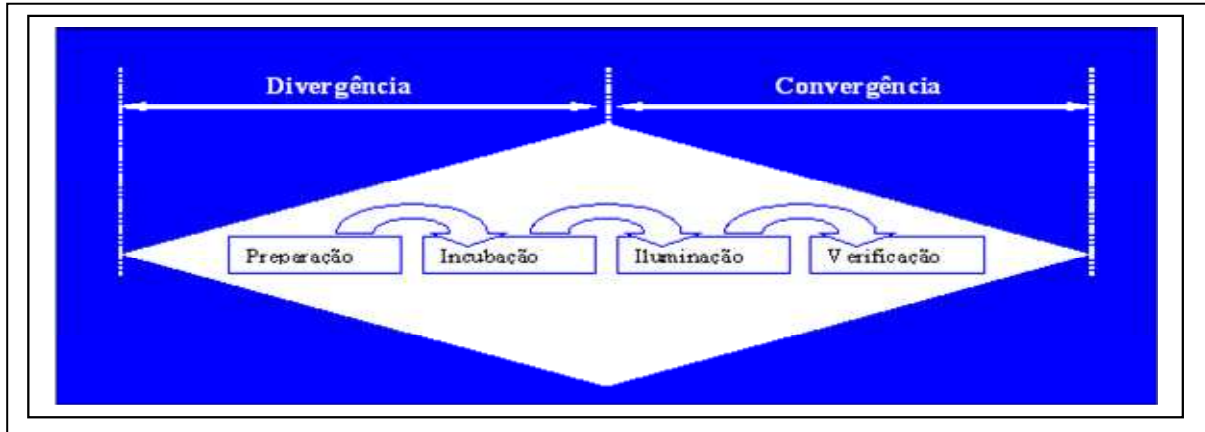 Divergência Convergência
Preparação Incubação Iluminação Verificação